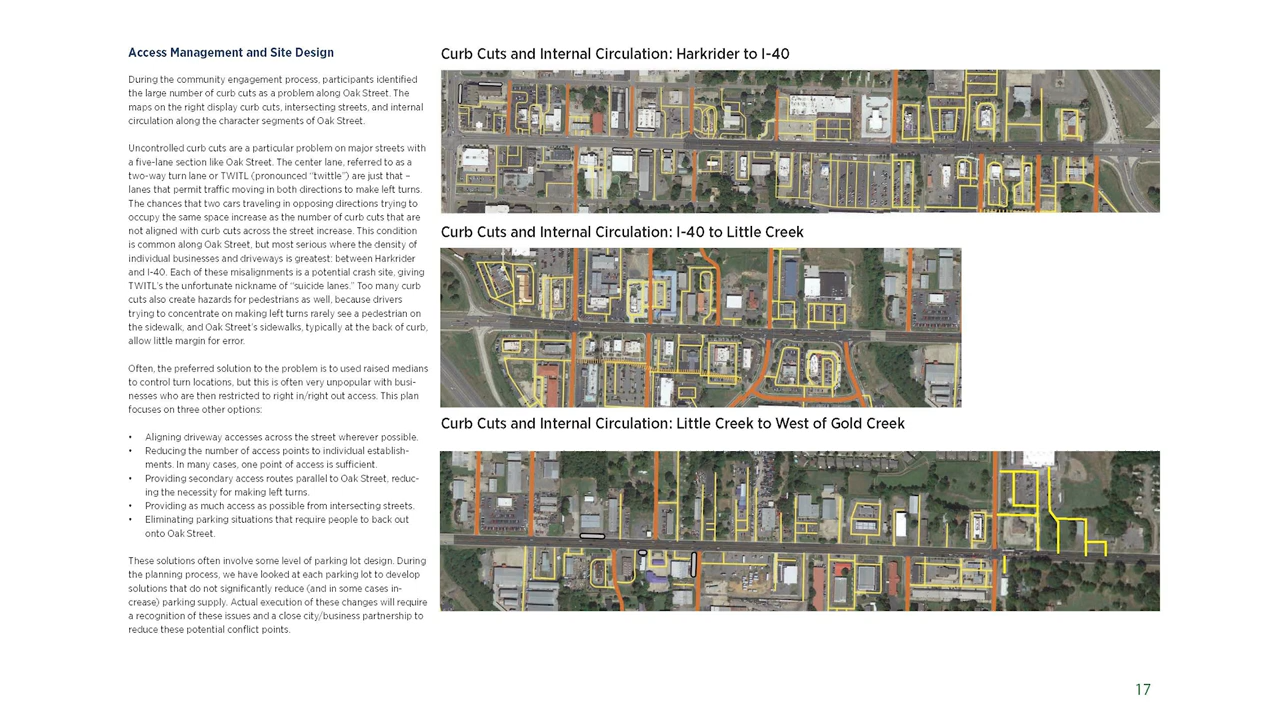 Access Management and Site Design
During the community engagement process, participants identified
the large number of curb cuts as a problem along Oak Street. The
maps on the right display curb cuts, intersecting streets, and internal
circulation along the character segments of Oak Street.
Uncontrolled curb cuts are a particular problem on major streets with
a five-lane section like Oak Street. The center lane, referred to as a
two-way turn lane or TWITL (pronounced “twittle”) are just that –
lanes that permit traffic moving in both directions to make left turns.
The chances that two cars traveling in opposing directions trying to
occupy the same space increase as the number of curb cuts that are
not aligned with curb cuts across the street increase. This condition
is common along Oak Street, but most serious where the density of
individual businesses and driveways is greatest: between Harkrider
and I-40. Each of these misalignments is a potential crash site, giving
TWITL’s the unfortunate nickname of “suicide lanes.” Too many curb
cuts also create hazards for pedestrians as well, because drivers
trying to concentrate on making left turns rarely see a pedestrian on
the sidewalk, and Oak Street’s sidewalks, typically at the back of curb,
allow little margin for error.
Often, the preferred solution to the problem is to used raised medians
to control turn locations, but this is often very unpopular with busi-
nesses who are then restricted to right in/right out access. This plan
focuses on three other options:
• Aligning driveway accesses across the street wherever possible.
• Reducing the number of access points to individual establish-
ments. In many cases, one point of access is sufficient.
• Providing secondary access routes parallel to Oak Street, reduc-
ing the necessity for making left turns.
• Providing as much access as possible from intersecting streets.
• Eliminating parking situations that require people to back out
onto Oak Street.
These solutions often involve some level of parking lot design. During
the planning process, we have looked at each parking lot to develop
solutions that do not significantly reduce (and in some cases in-
crease) parking supply. Actual execution of these changes will require
a recognition of these issues and a close city/business partnership to
reduce these potential conflict points.
Curb Cuts and Internal Circulation: Harkrider to I-40
Curb Cuts and Internal Circulation: I-40 to Little Creek
Curb Cuts and Internal Circulation: Little Creek to West of Gold Creek
17